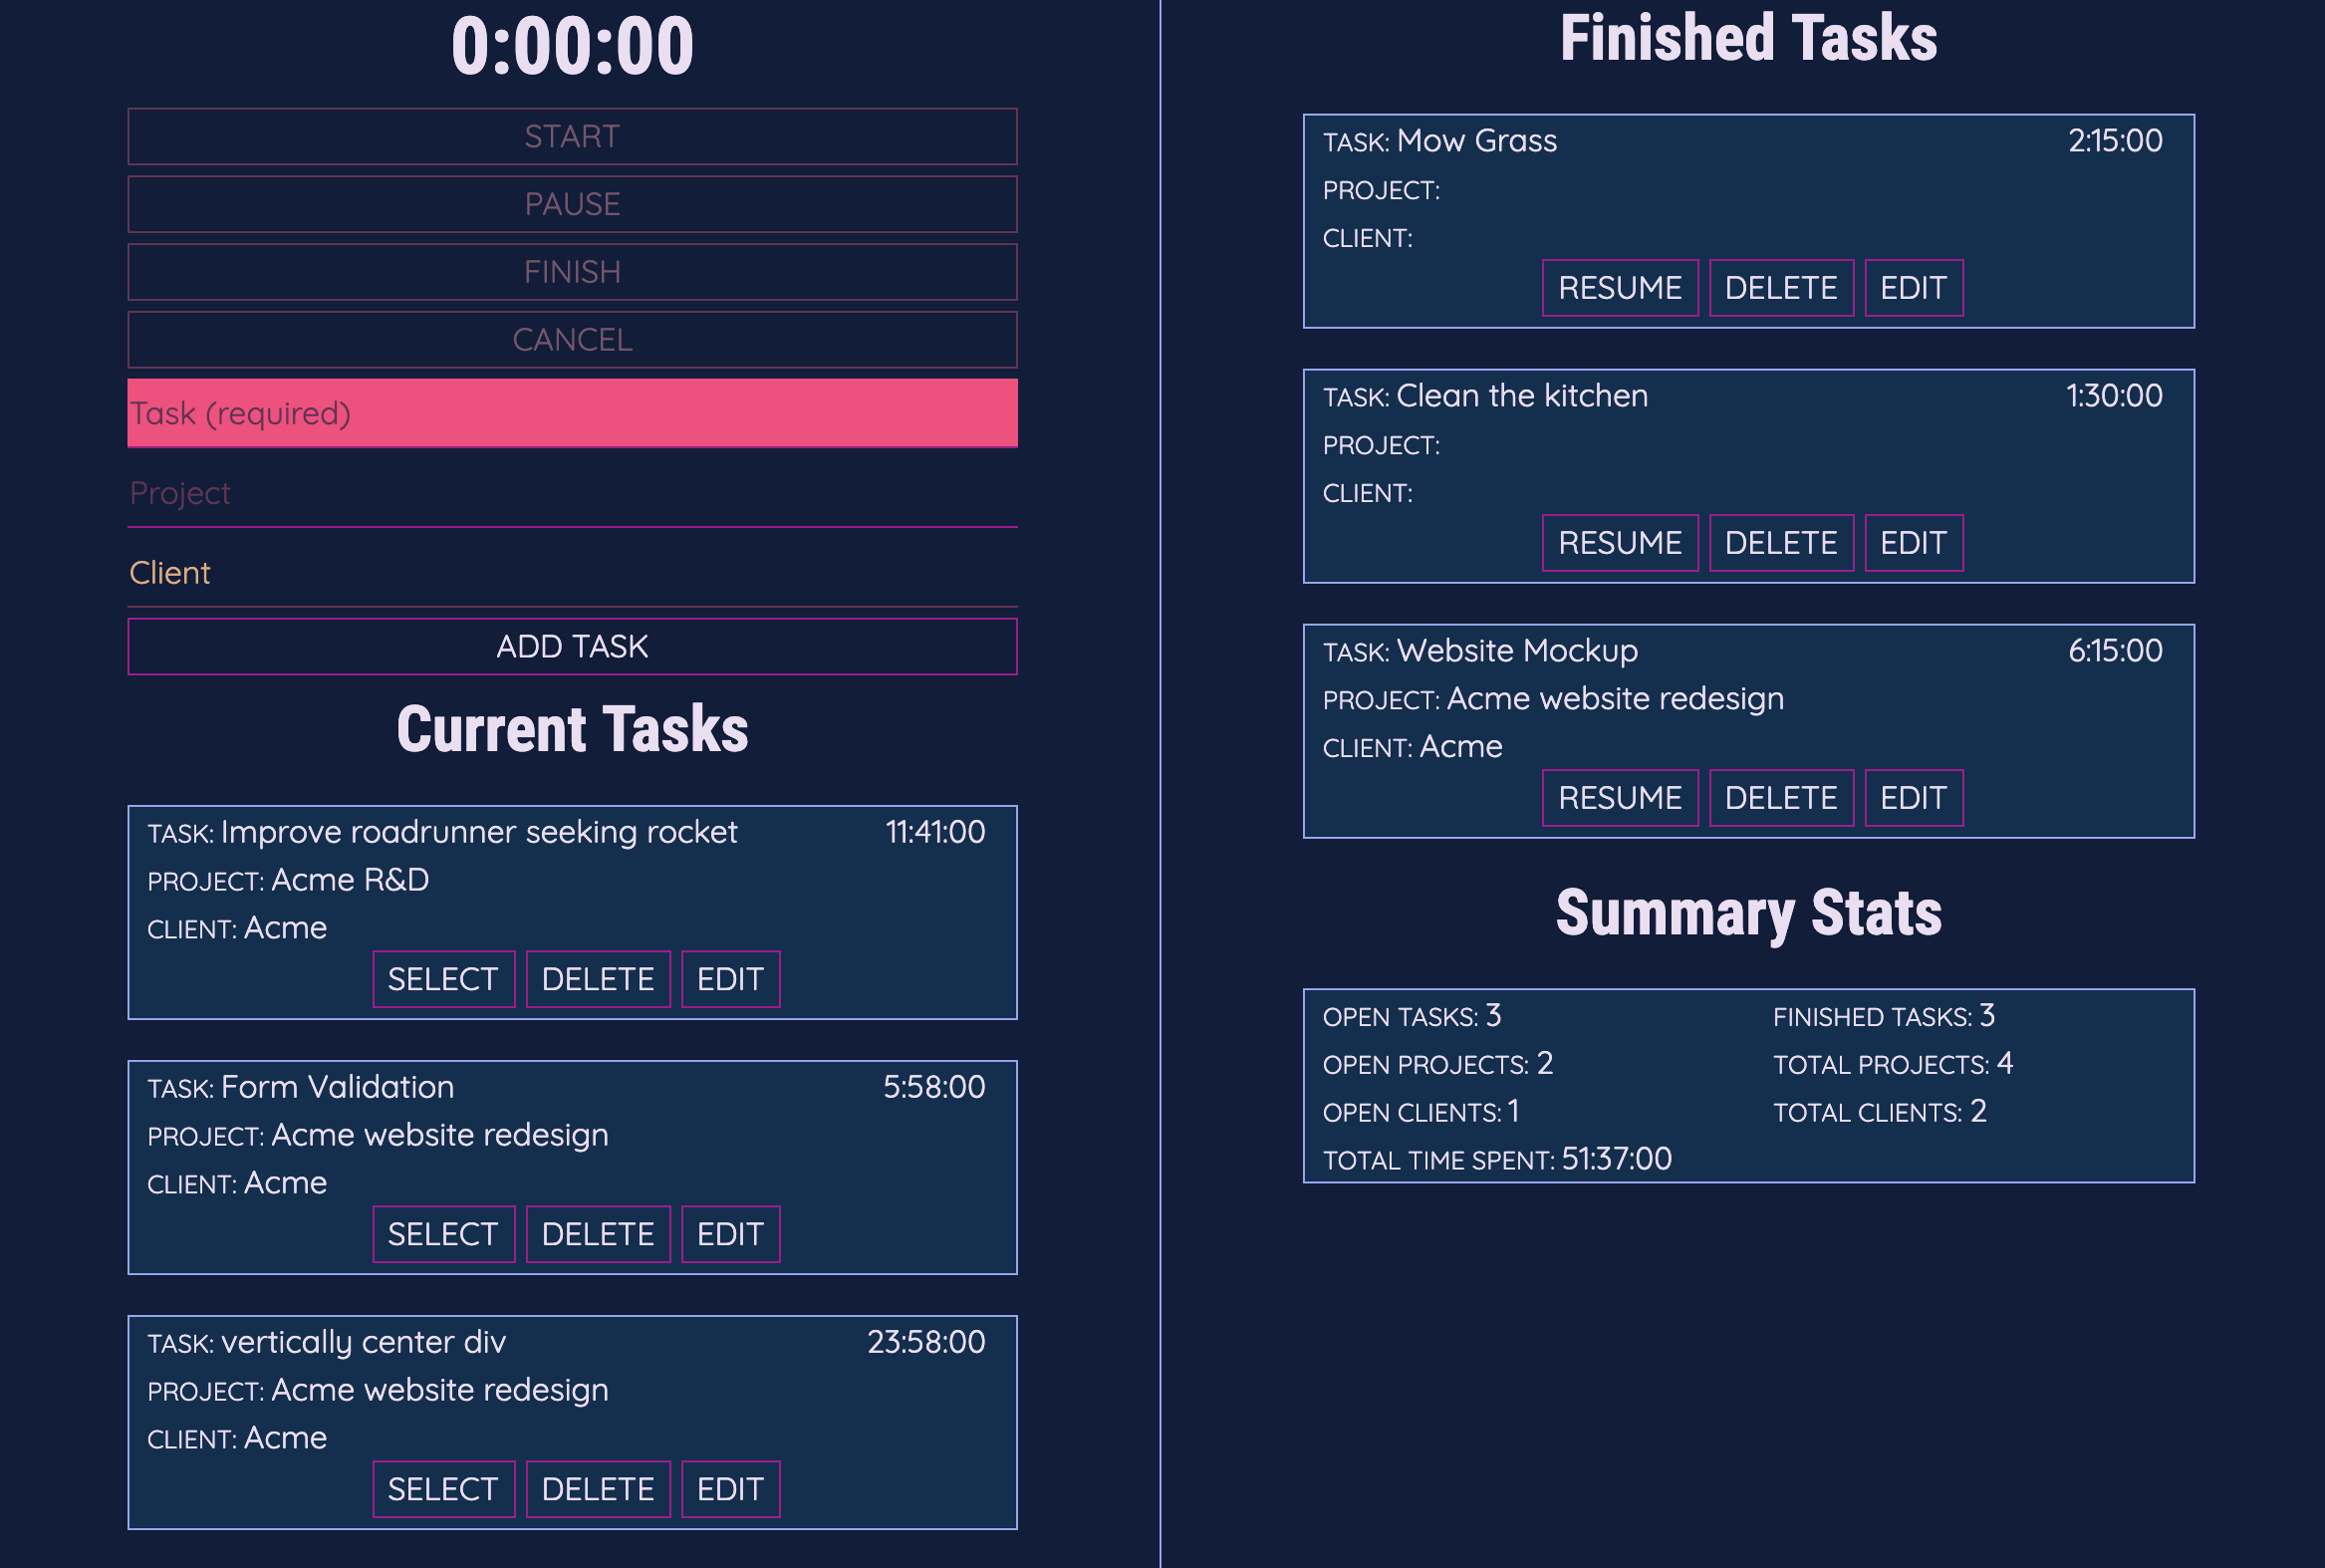 0:00:00
START
PAUSE
FINISH
CANCEL
Task (required)
Project
Client
ADD TASK
Current Tasks
TASK: Improve roadrunner seeking rocket 11:41:00
PROJECT: Acme R&D
CLIENT: Acme
SELECT DELETE EDIT
TASK: Form Validation 5:58:00
PROJECT: Acme website redesign
CLIENT: Acme
SELECT DELETE EDIT
TASK: vertically center div 23:58:00
PROJECT: Acme website redesign
CLIENT: Acme
SELECT DELETE EDIT
Finished Tasks
TASK: Mow Grass 2:15:00
PROJECT:
CLIENT:
RESUME DELETE EDIT
TASK: Clean the kitchen 1:30:00
PROJECT:
CLIENT:
RESUME DELETE EDIT
TASK: Website Mockup 6:15:00
PROJECT: Acme website redesign
CLIENT: Acme
RESUME DELETE EDIT
Summary Stats
OPEN TASKS: 3 FINISHED TASKS: 3
OPEN PROJECTS: 2 TOTAL PROJECTS: 4
OPEN CLIENTS: 1 TOTAL CLIENTS: 2
TOTAL TIME SPENT: 51:37:00